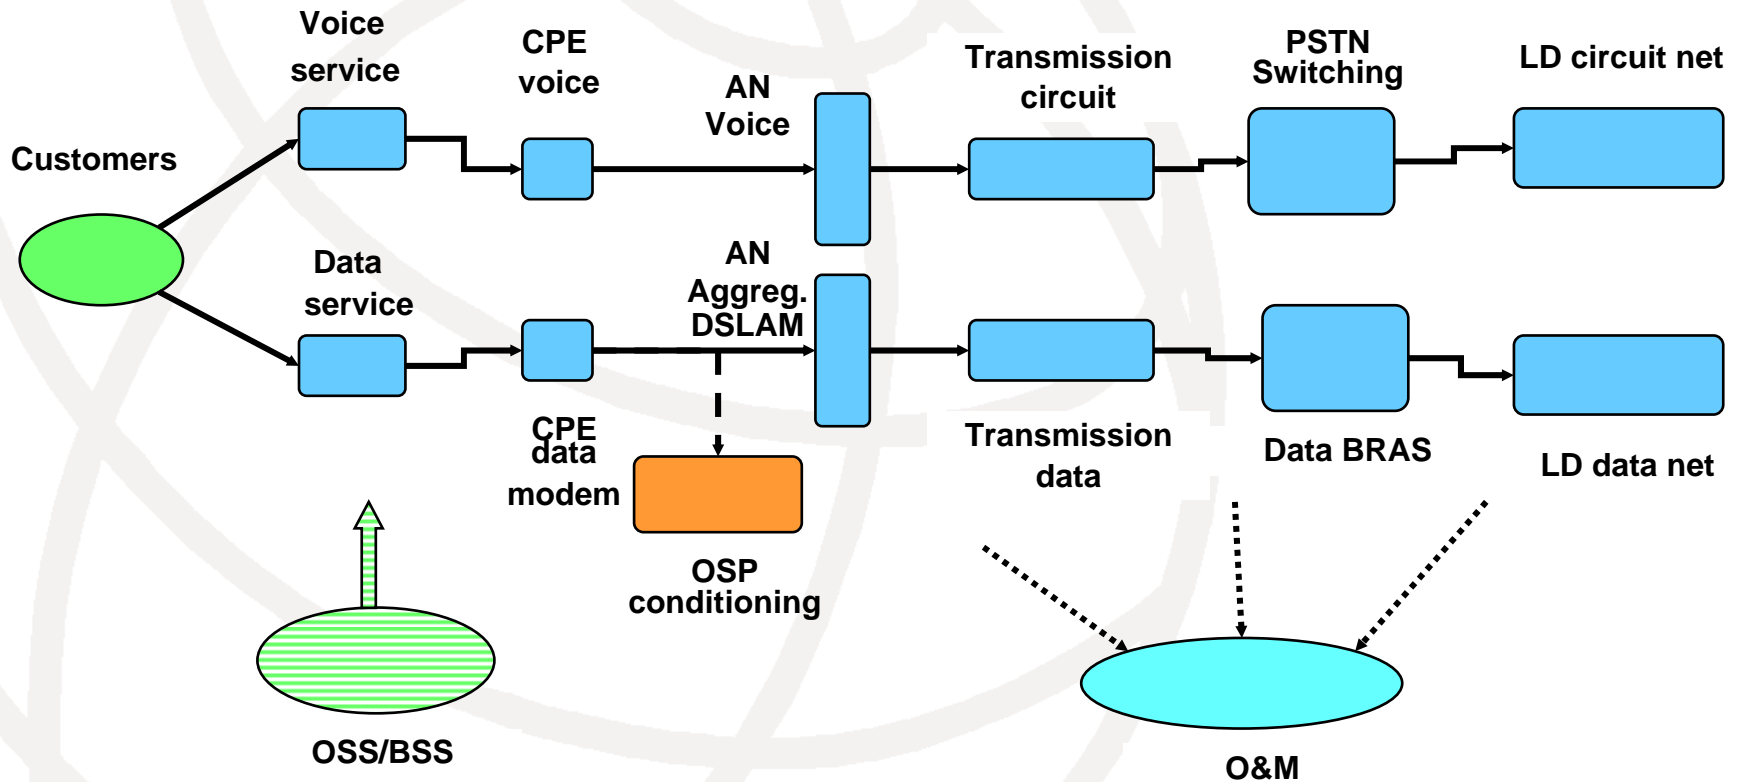 Voice
service
CPE
voice
AN
Voice
Transmission
circuit
PSTN
Switching
LD circuit net
Customers
Data
service
AN
Aggreg.
DSLAM
CPE
data
modem
Transmission
data
Data BRAS
LD data net
OSP
conditioning
OSS/BSS
O&M